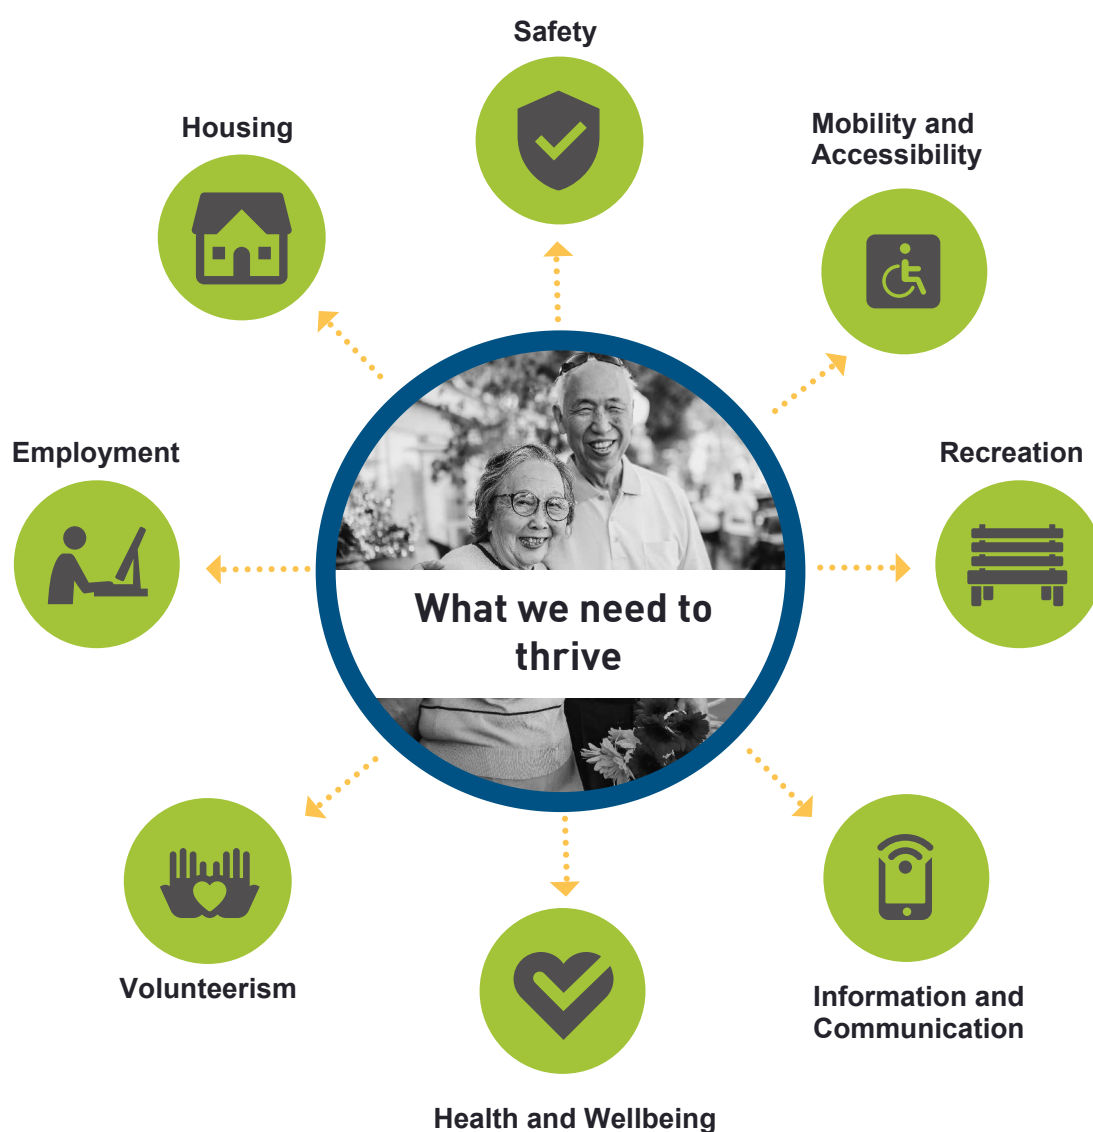 Safety
Housing
Mobility and
Accessibility
Employment
Recreation
What we need to
thrive
Volunteerism
Information and
Communication
Health and Wellbeing